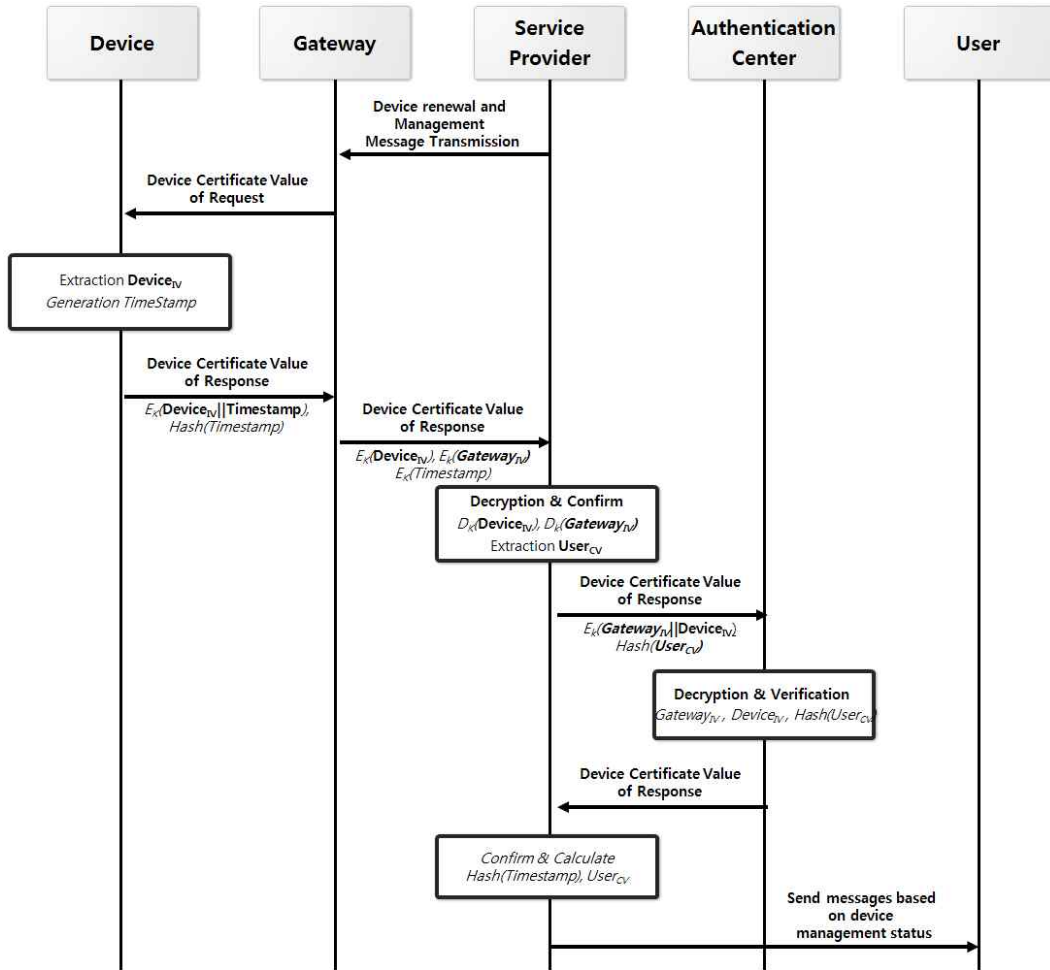 Device
Gateway
Service
Provider
Authentication
Center
User
Device renewal and
Management
Message Transmission
Device Certificate Value
of Request
Extraction Device_IV
Generation TimeStamp
Device Certificate Value
of Response
E_K(Device_IV||Timestamp),
Hash(Timestamp)
Device Certificate Value
of Response
E_K(Device_IV), E_k(Gateway_IV)
E_K(Timestamp)
Decryption & Confirm
D_K(Device_IV), D_k(Gateway_IV)
Extraction User_CV
Device Certificate Value
of Response
E_k(Gateway_IV||Device_IV),
Hash(User_CV)
Decryption & Verification
Gateway_IV, Device_IV, Hash(User_CV)
Device Certificate Value
of Response
Confirm & Calculate
Hash(Timestamp), User_CV
Send messages based
on device
management status